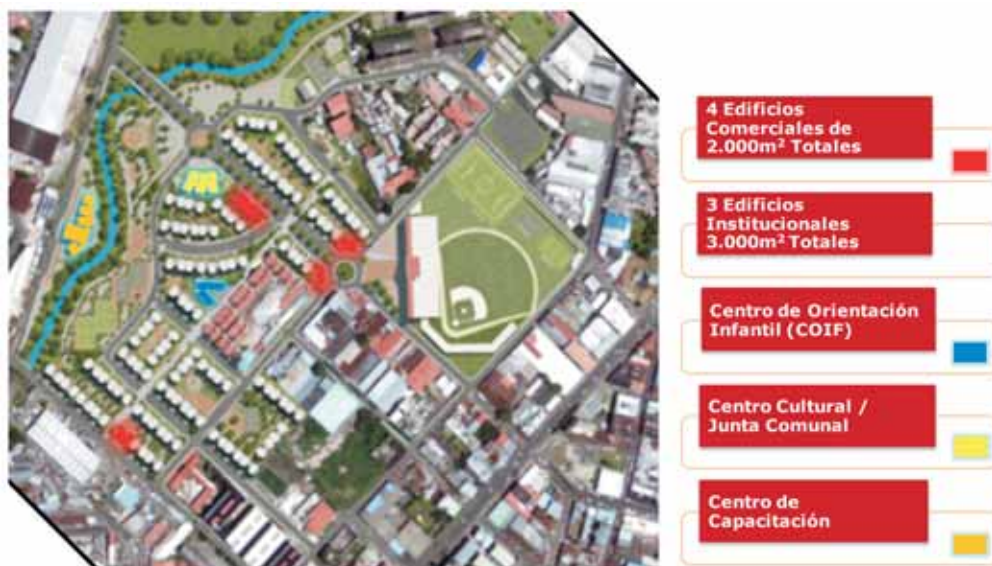 4 Edificios
Comerciales de
2.000m² Totales
3 Edificios
Institucionales
3.000m² Totales
Centro de Orientación
Infantil (COIF)
Centro Cultural /
Junta Comunal
Centro de
Capacitación